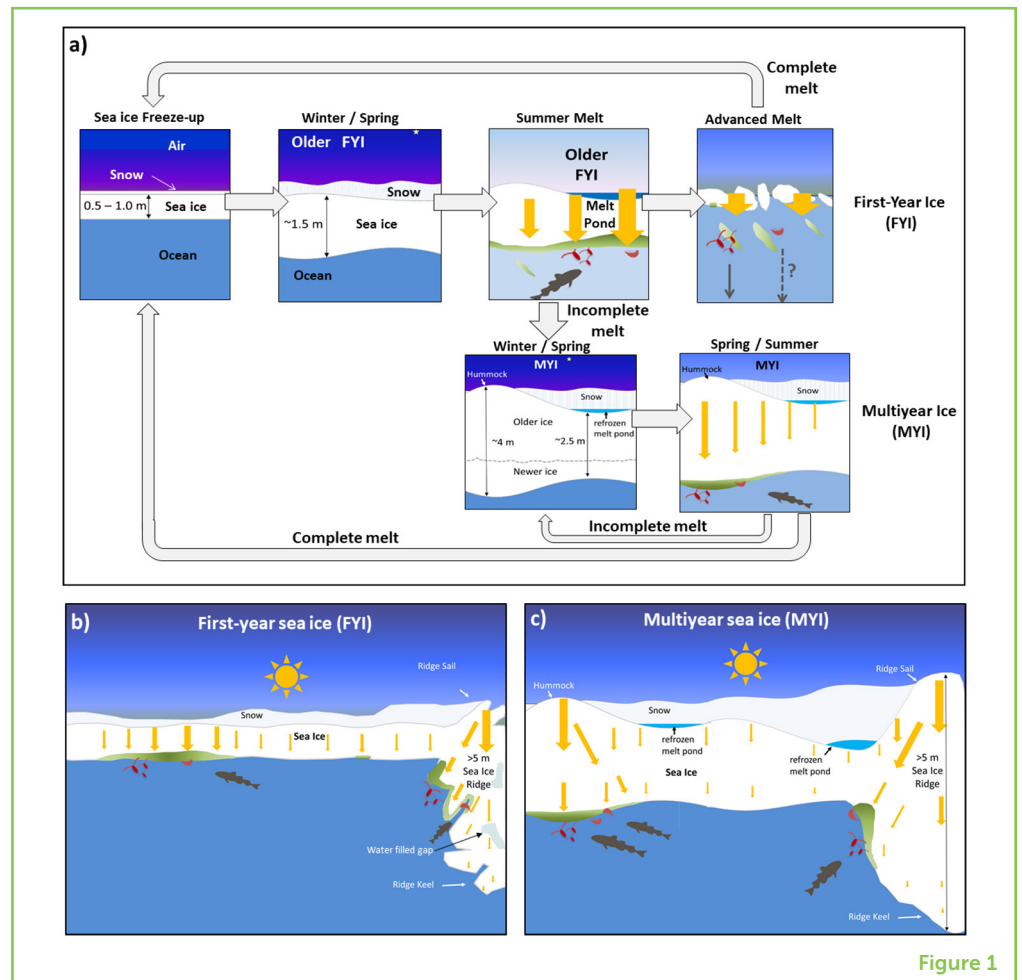 a)
Complete
melt
Sea ice Freeze-up
Winter / Spring
Summer Melt
Advanced Melt
Air
Snow
0.5 – 1.0 m
Sea ice
Ocean
Older FYI
Snow
~1.5 m
Sea ice
Ocean
Older
FYI
Melt
Pond
?
First-Year Ice
(FYI)
Incomplete
melt
Winter / Spring
MYI
Hummock
Snow
Older ice
refrozen
melt pond
~4 m
~2.5 m
Newer ice
Spring / Summer
MYI
Hummock
Snow
Multiyear Ice
(MYI)
Incomplete melt
Complete melt
b)
First-year sea ice (FYI)
Ridge Sail
Snow
Sea Ice
>5 m
Sea Ice
Ridge
Water filled gap
Ridge Keel
c)
Multiyear sea ice (MYI)
Ridge Sail
Hummock
Snow
refrozen
melt pond
refrozen
melt pond
Sea Ice
>5 m
Sea Ice
Ridge
Ridge Keel
Figure 1